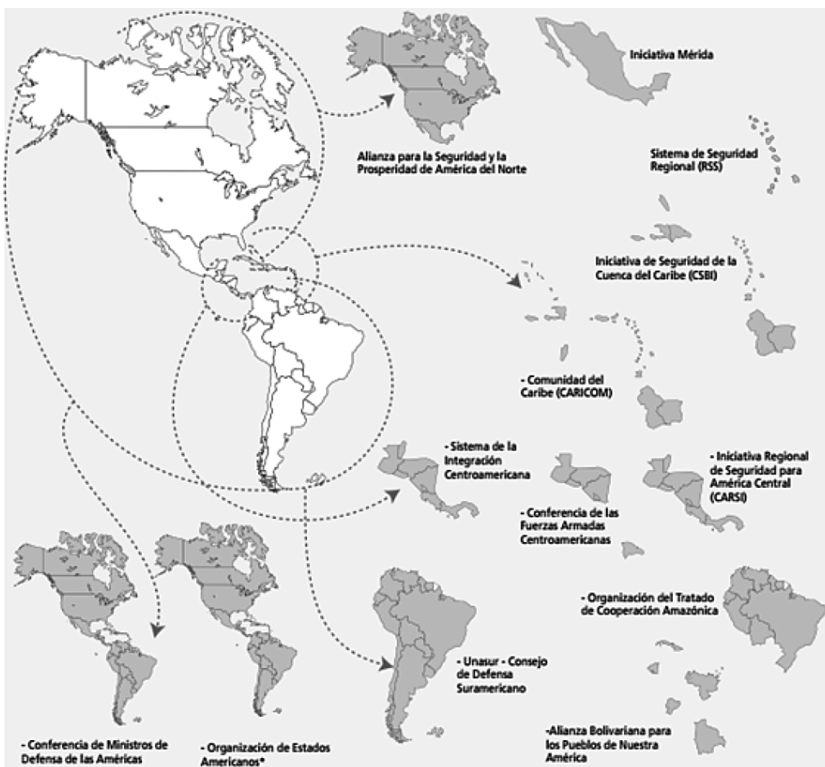 Iniciativa Mérida
Alianza para la Seguridad y la
Prosperidad de América del Norte
Sistema de Seguridad
Regional (RSS)
Iniciativa de Seguridad de la
Cuenca del Caribe (CSBI)
- Comunidad del
Caribe (CARICOM)
- Sistema de la
Integración
Centroamericana
- Iniciativa Regional
de Seguridad para
América Central
(CARSI)
- Conferencia de las
Fuerzas Armadas
Centroamericanas
- Organización del Tratado
de Cooperación Amazónica
- Unasur - Consejo
de Defensa
Suramericano
-Alianza Bolivariana para
los Pueblos de Nuestra
América
- Conferencia de Ministros de
Defensa de las Américas
- Organización de Estados
Americanos*